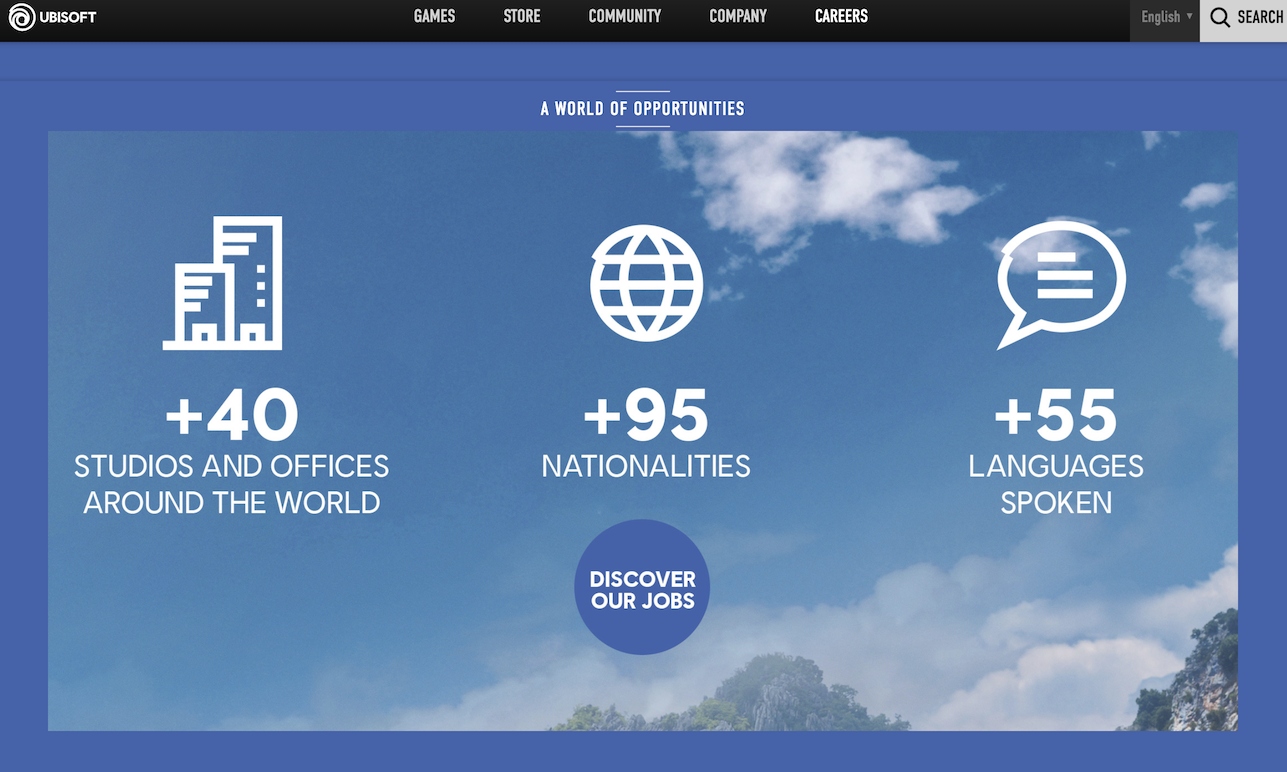 UBISOFT
GAMES
STORE
COMMUNITY
COMPANY
CAREERS
English
SEARCH
A WORLD OF OPPORTUNITIES
+40
STUDIOS AND OFFICES
AROUND THE WORLD
+95
NATIONALITIES
+55
LANGUAGES
SPOKEN
DISCOVER
OUR JOBS